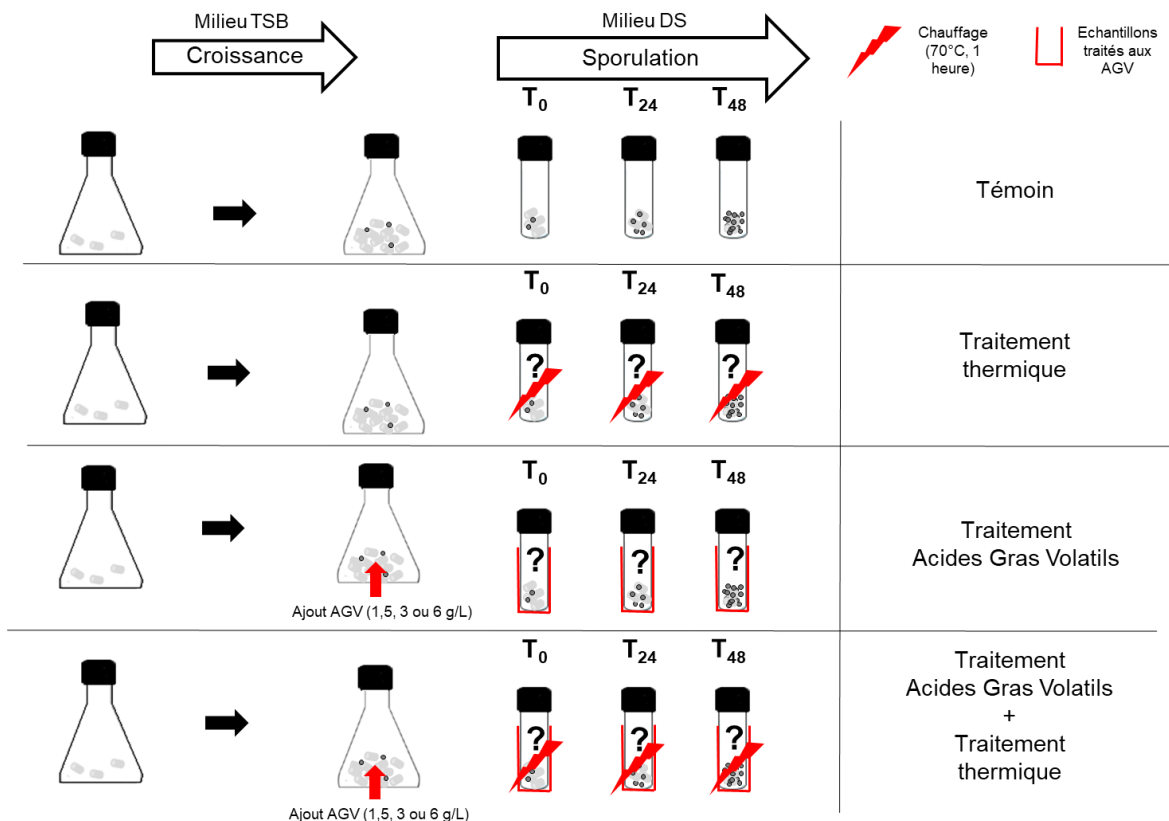 Milieu TSB
Croissance
Milieu DS
Sporulation
Chauffage
(70°C, 1
heure)
Echantillons
traités aux
AGV
T0
T24
T48
Témoin
T0
T24
T48
?
?
?
Traitement
thermique
T0
T24
T48
?
?
?
Traitement
Acides Gras Volatils
Ajout AGV (1,5, 3 ou 6 g/L)
T0
T24
T48
?
?
?
Traitement
Acides Gras Volatils
+
Traitement
thermique
Ajout AGV (1,5, 3 ou 6 g/L)